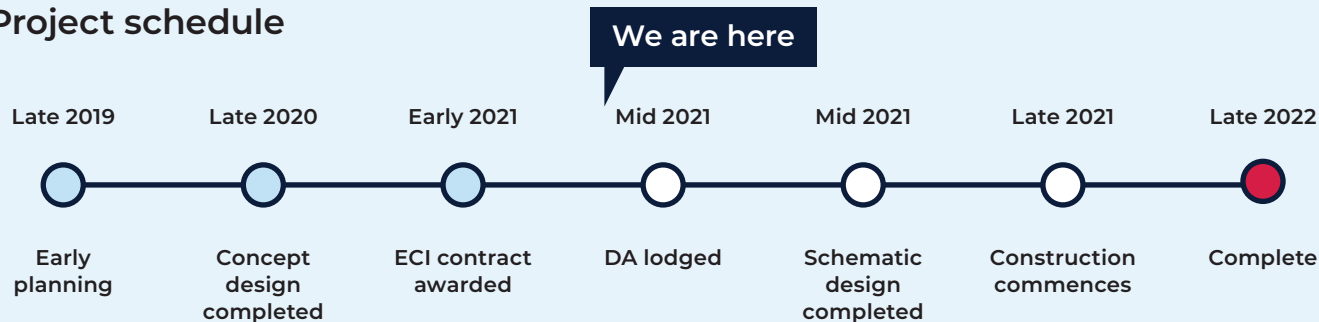 Project schedule
We are here
Late 2019
Late 2020
Early 2021
Mid 2021
Mid 2021
Late 2021
Late 2022
Early
planning
Concept
design
completed
ECI contract
awarded
DA lodged
Schematic
design
completed
Construction
commences
Complete